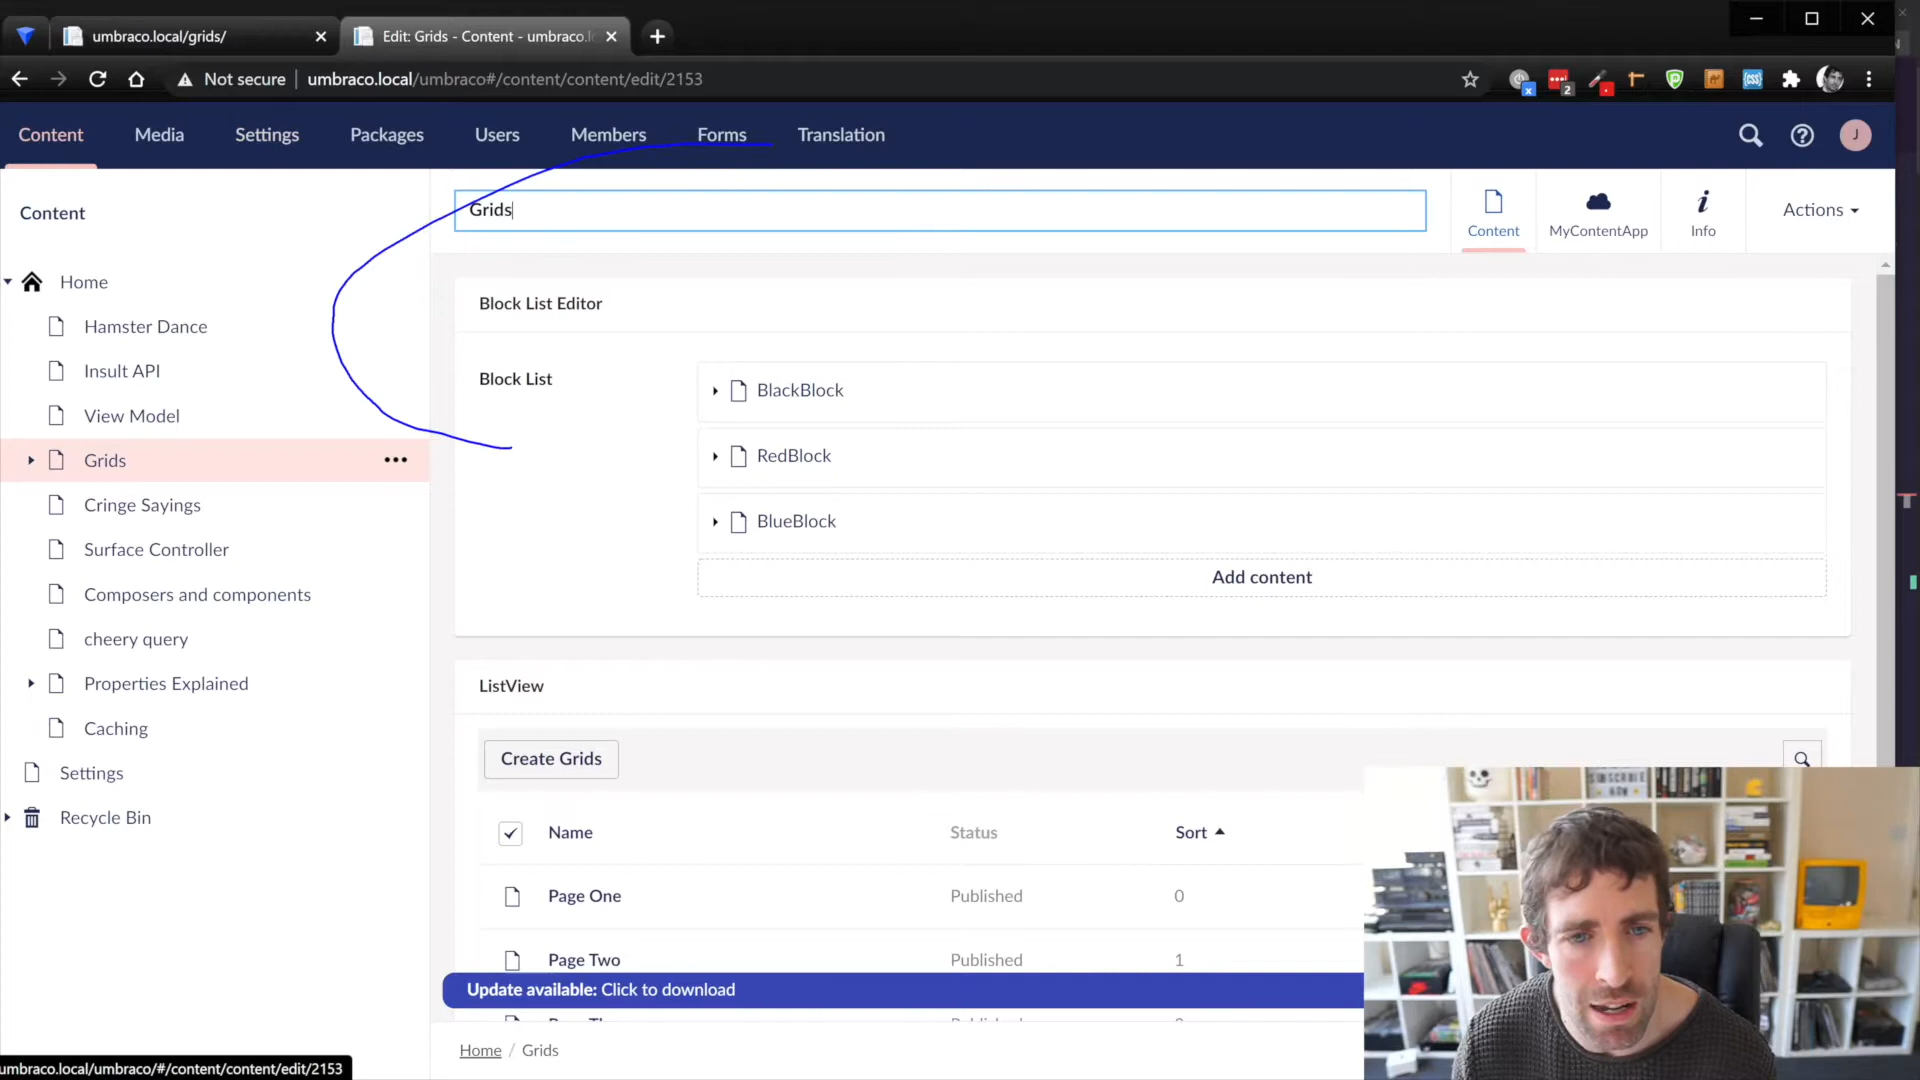 umbraco.local/grids/
Edit: Grids - Content - umbraco.l
Not secure
umbraco.local/umbraco#/content/content/edit/2153
2
Content Media Settings Packages Users Members Forms Translation
J
Content
Grids
Content MyContentApp Info Actions
Home
Hamster Dance
Insult API
View Model
Grids
Cringe Sayings
Surface Controller
Composers and components
cheery query
Properties Explained
Caching
Settings
Recycle Bin
Block List Editor
Block List
BlackBlock
RedBlock
BlueBlock
Add content
ListView
Create Grids
Name Status Sort
Page One Published 0
Page Two Published 1
Update available: Click to download
Home / Grids
umbraco.local/umbraco/#/content/content/edit/2153
SUBSCRIBE
NOW